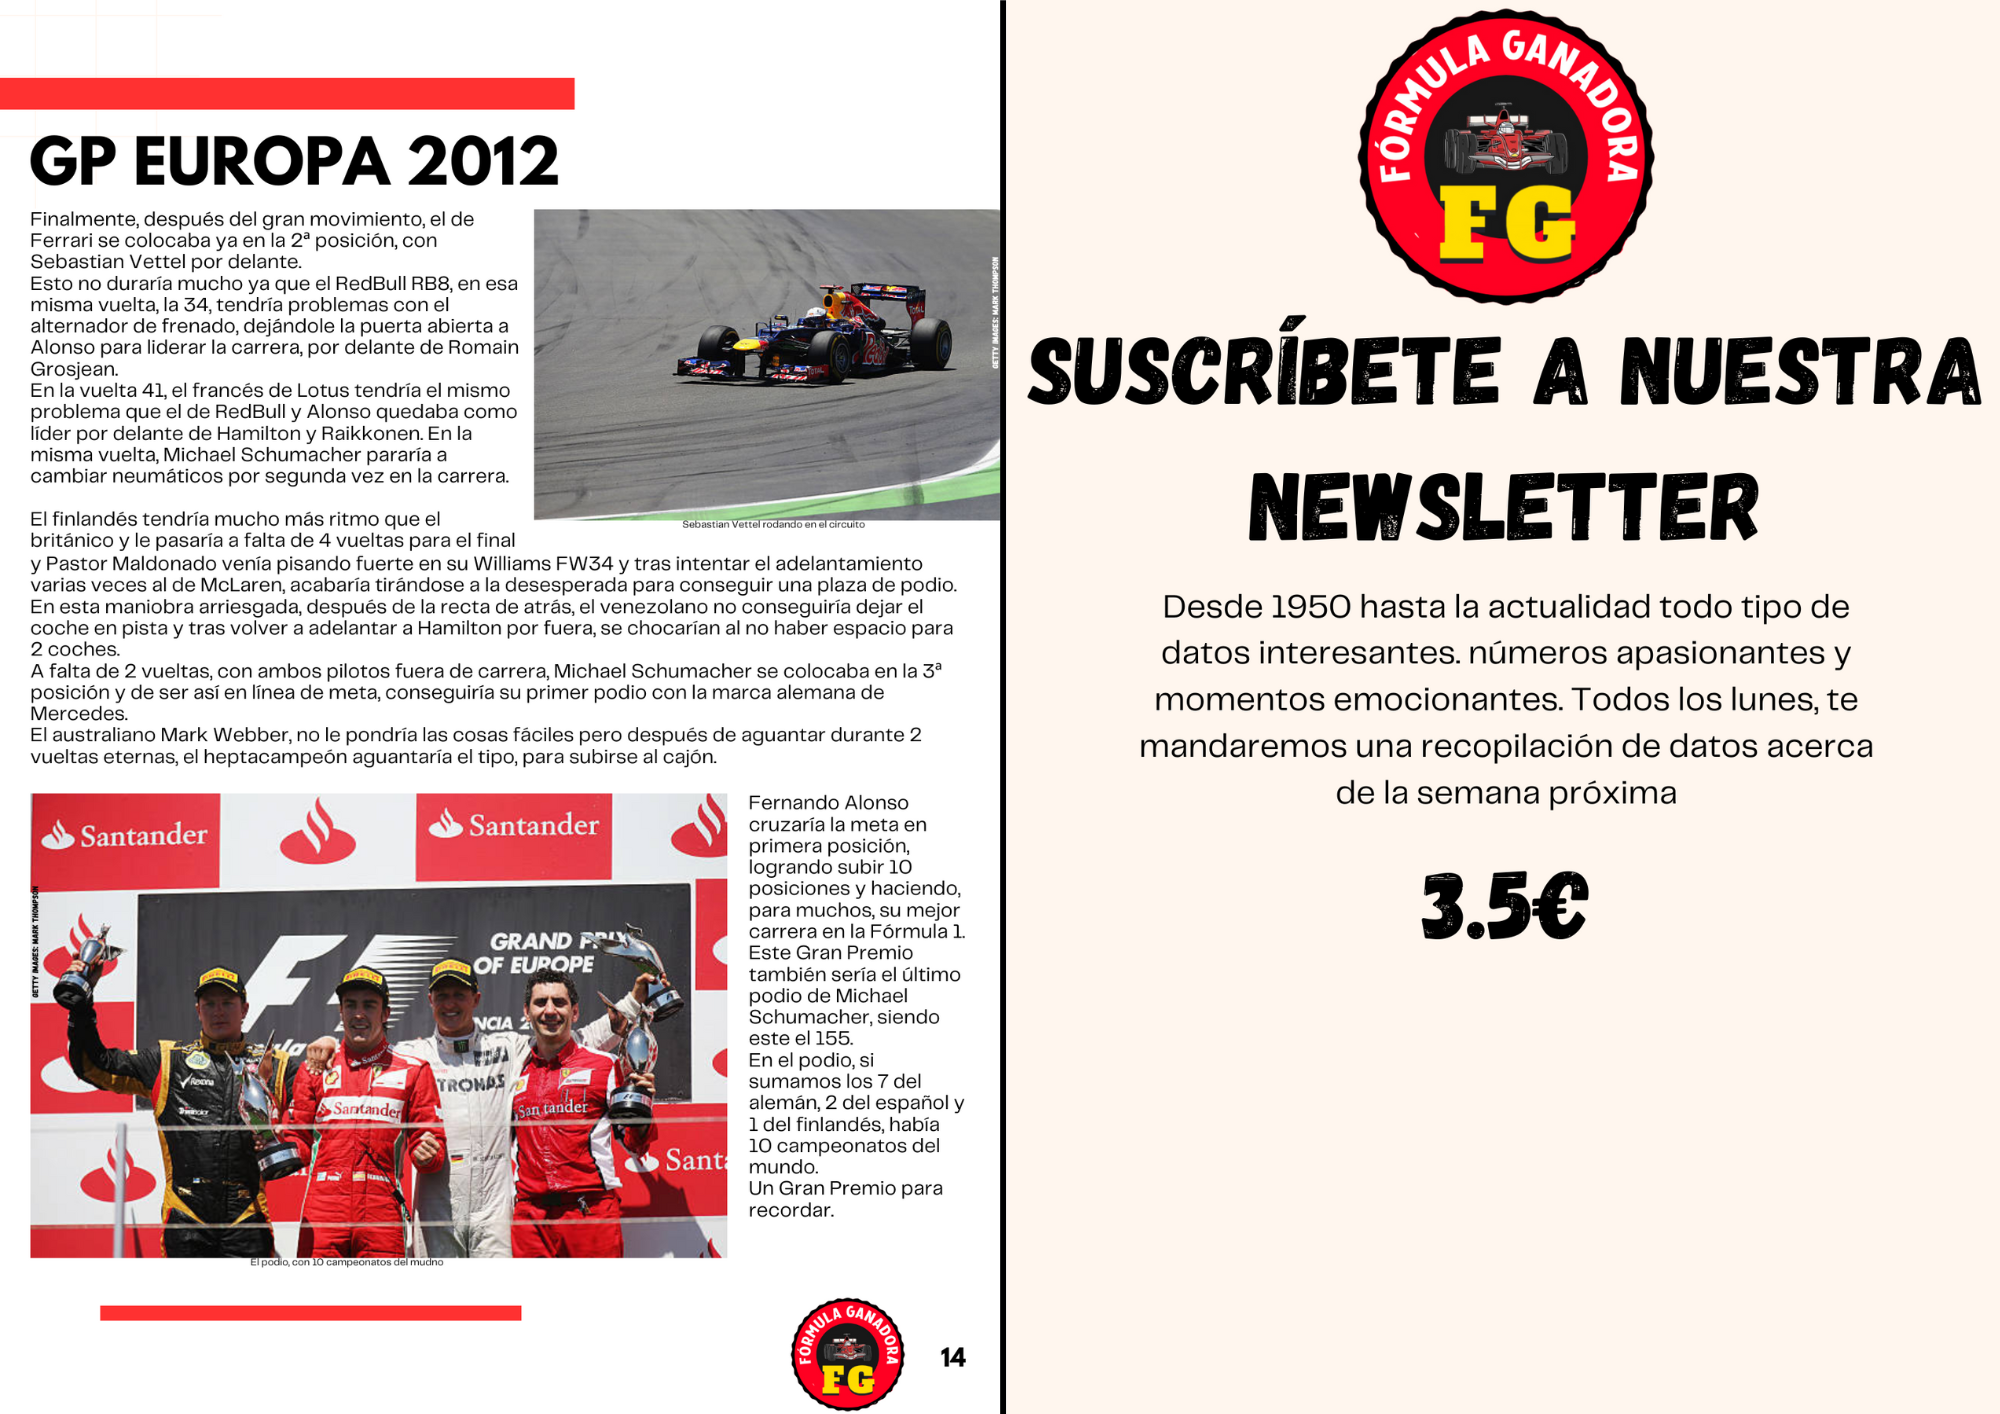 GP EUROPA 2012
Finalmente, después del gran movimiento, el de
Ferrari se colocaba ya en la 2ª posición, con
Sebastian Vettel por delante.
Esto no duraría mucho ya que el RedBull RB8, en esa
misma vuelta, la 34, tendría problemas con el
alternador de frenado, dejándole la puerta abierta a
Alonso para liderar la carrera, por delante de Romain
Grosjean.
En la vuelta 41, el francés de Lotus tendría el mismo
problema que el de RedBull y Alonso quedaba como
líder por delante de Hamilton y Raikkonen. En la
misma vuelta, Michael Schumacher pararía a
cambiar neumáticos por segunda vez en la carrera.
El finlandés tendría mucho más ritmo que el
británico y le pasaría a falta de 4 vueltas para el final
y Pastor Maldonado venía pisando fuerte en su Williams FW34 y tras intentar el adelantamiento
varias veces al de McLaren, acabaría tirándose a la desesperada para conseguir una plaza de podio.
En esta maniobra arriesgada, después de la recta de atrás, el venezolano no conseguiría dejar el
coche en pista y tras volver a adelantar a Hamilton por fuera, se chocarían al no haber espacio para
2 coches.
A falta de 2 vueltas, con ambos pilotos fuera de carrera, Michael Schumacher se colocaba en la 3ª
posición y de ser así en línea de meta, conseguiría su primer podio con la marca alemana de
Mercedes.
El australiano Mark Webber, no le pondría las cosas fáciles pero después de aguantar durante 2
vueltas eternas, el heptacampeón aguantaría el tipo, para subirse al cajón.
GETTY IMAGES: MARK THOMPSON
TOTAL
Sebastian Vettel rodando en el circuito
GETTY IMAGES: MARK THOMPSON
Santander
Santander
GRAND PRIX
OF EUROPE
NCIA 2
Rexona
Santander
TRONAS
Santander
Santa
El podio, con 10 campeonatos del mudno
Fernando Alonso
cruzaría la meta en
primera posición,
logrando subir 10
posiciones y haciendo,
para muchos, su mejor
carrera en la Fórmula 1.
Este Gran Premio
también sería el último
podio de Michael
Schumacher, siendo
este el 155.
En el podio, si
sumamos los 7 del
alemán, 2 del español y
1 del finlandés, había
10 campeonatos del
mundo.
Un Gran Premio para
recordar.
FÓRMULA GANADORA
FG
14
FÓRMULA GANADORA
FG
SUSCRÍBETE A NUESTRA
NEWSLETTER
Desde 1950 hasta la actualidad todo tipo de
datos interesantes. números apasionantes y
momentos emocionantes. Todos los lunes, te
mandaremos una recopilación de datos acerca
de la semana próxima
3.5€